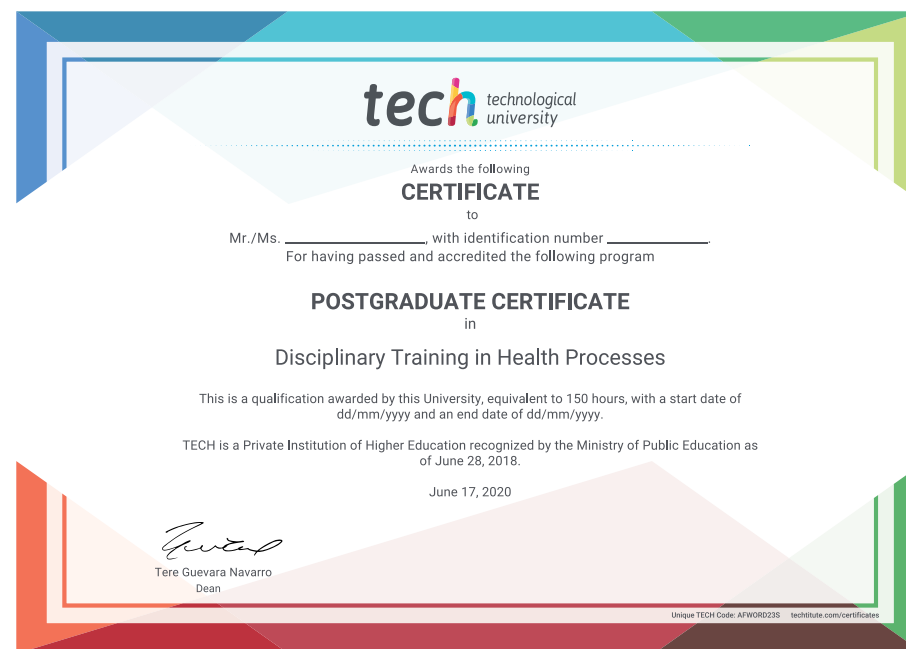 tech technological
university
Awards the following
CERTIFICATE
to
Mr./Ms. ____________________, with identification number ______________.
For having passed and accredited the following program
POSTGRADUATE CERTIFICATE
in
Disciplinary Training in Health Processes
This is a qualification awarded by this University, equivalent to 150 hours, with a start date of
dd/mm/yyyy and an end date of dd/mm/yyyy.
TECH is a Private Institution of Higher Education recognized by the Ministry of Public Education as
of June 28, 2018.
June 17, 2020
Tere Guevara Navarro
Dean
Unique TECH Code: AFWORD23S techtitute.com/certificates